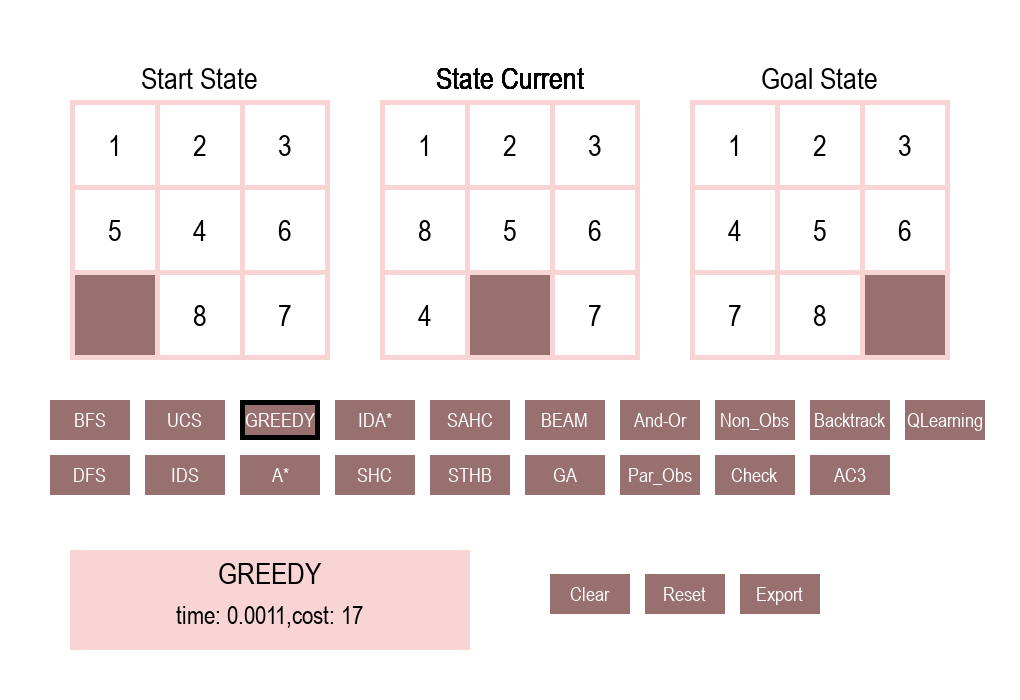 Start State State Current Goal State
1 2 3 1 2 3 1 2 3
5 4 6 8 5 6 4 5 6
8 7 4 7 7 8
BFS UCS GREEDY IDA* SAHC BEAM And-Or Non_Obs Backtrack QLearning
DFS IDS A* SHC STHB GA Par_Obs Check AC3
GREEDY
time: 0.0011,cost: 17
Clear Reset Export